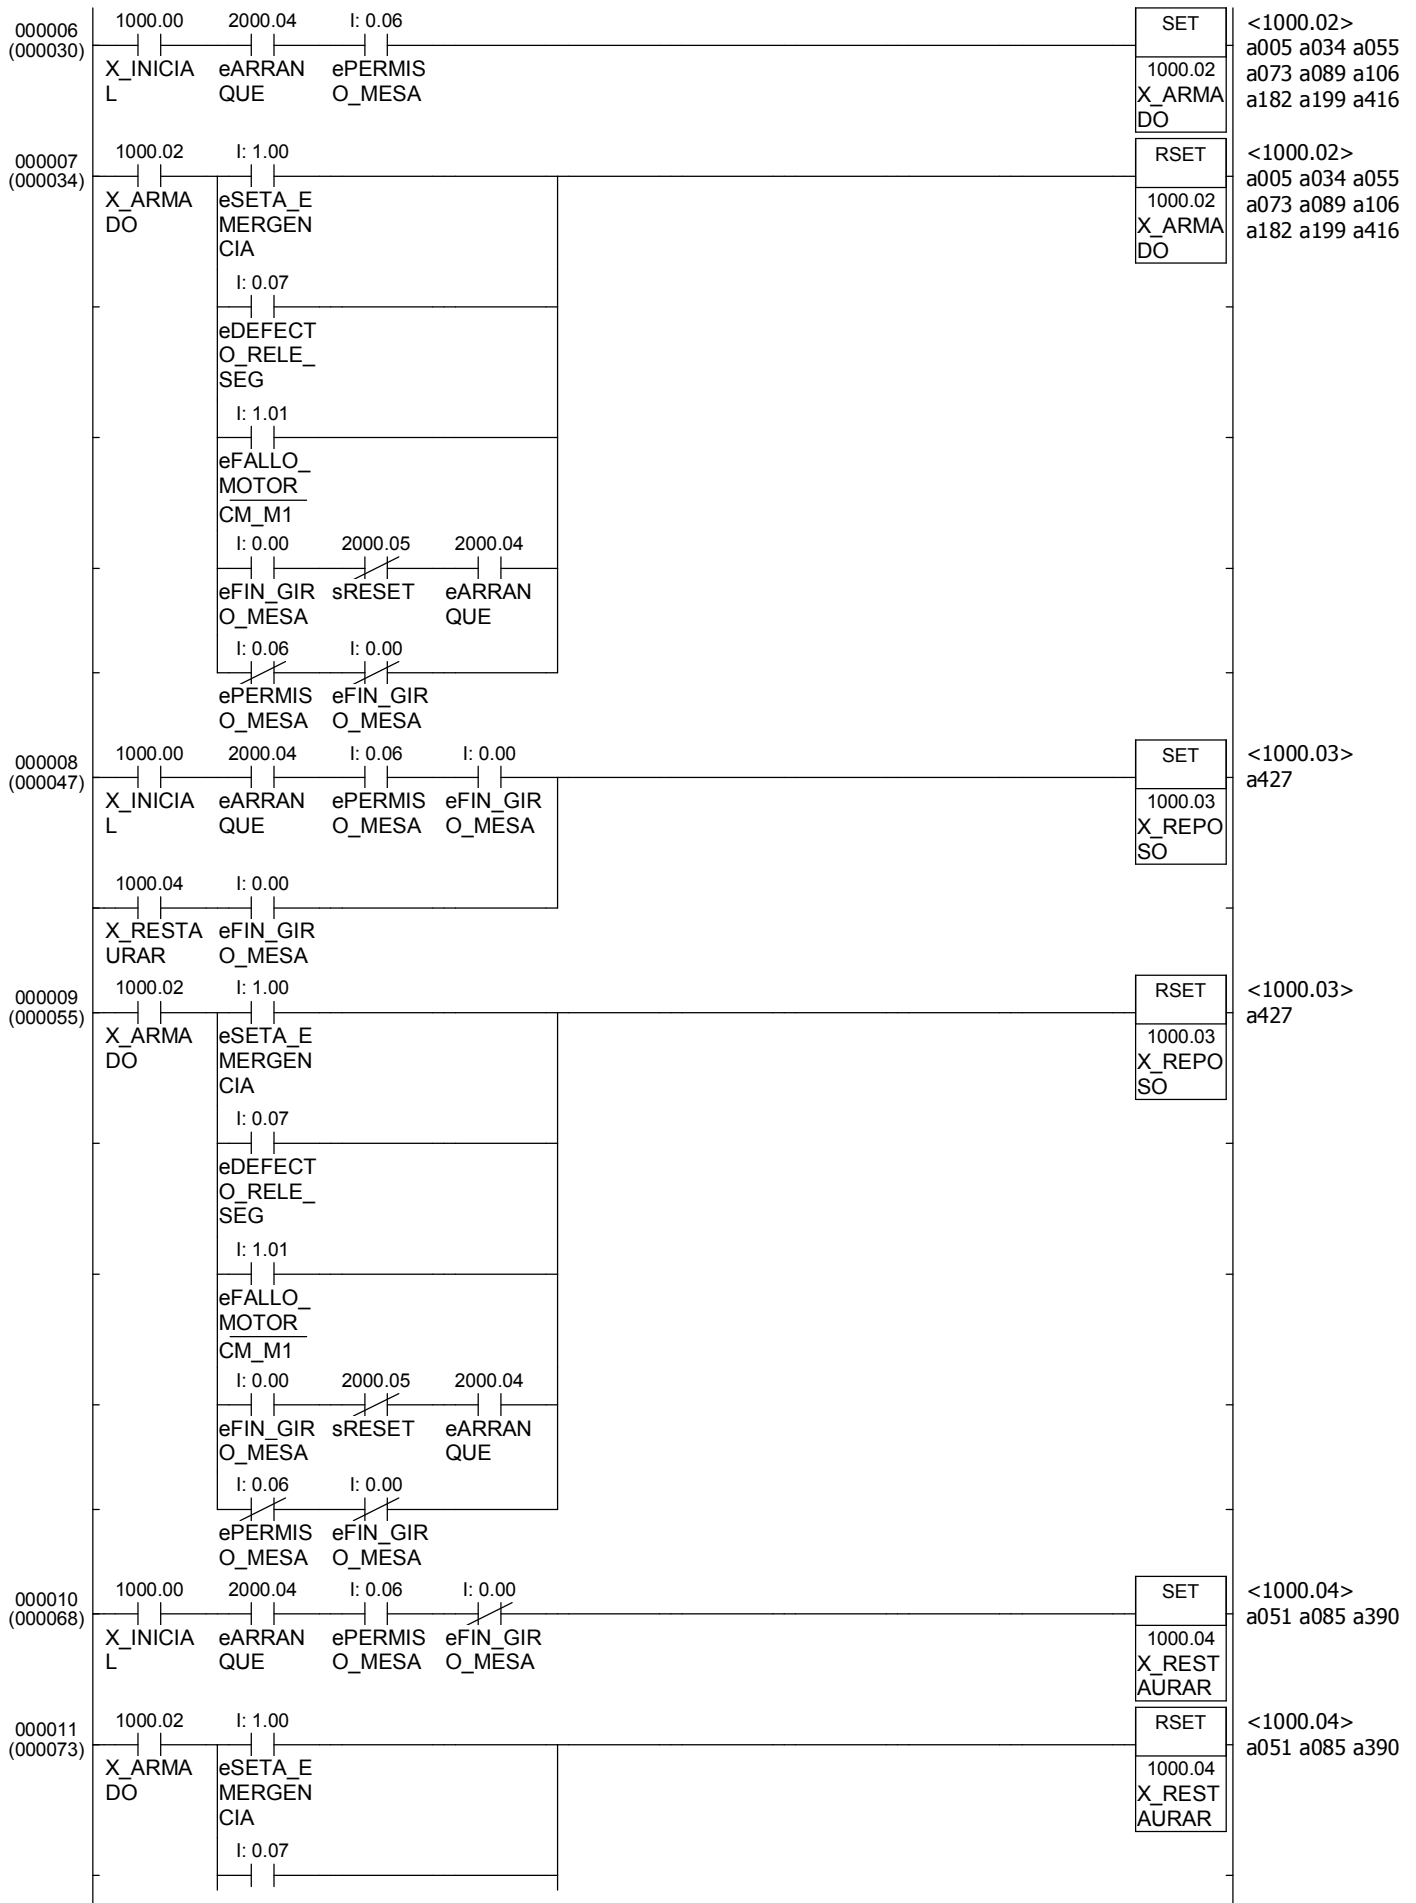 000006
(000030)
1000.00 2000.04 I: 0.06
X_INICIA eARRAN ePERMIS
L QUE O_MESA
SET
1000.02
X_ARMA
DO
<1000.02>
a005 a034 a055
a073 a089 a106
a182 a199 a416
000007
(000034)
1000.02 I: 1.00
X_ARMA eSETA_E
DO MERGEN
CIA
RSET
1000.02
X_ARMA
DO
<1000.02>
a005 a034 a055
a073 a089 a106
a182 a199 a416
I: 0.07
eDEFECT
O_RELE_
SEG
I: 1.01
eFALLO_
MOTOR
CM_M1
I: 0.00 2000.05 2000.04
eFIN_GIR sRESET eARRAN
O_MESA QUE
I: 0.06 I: 0.00
ePERMIS eFIN_GIR
O_MESA O_MESA
000008
(000047)
1000.00 2000.04 I: 0.06 I: 0.00
X_INICIA eARRAN ePERMIS eFIN_GIR
L QUE O_MESA O_MESA
SET
1000.03
X_REPO
SO
<1000.03>
a427
1000.04 I: 0.00
X_RESTA eFIN_GIR
URAR O_MESA
000009
(000055)
1000.02 I: 1.00
X_ARMA eSETA_E
DO MERGEN
CIA
RSET
1000.03
X_REPO
SO
<1000.03>
a427
I: 0.07
eDEFECT
O_RELE_
SEG
I: 1.01
eFALLO_
MOTOR
CM_M1
I: 0.00 2000.05 2000.04
eFIN_GIR sRESET eARRAN
O_MESA QUE
I: 0.06 I: 0.00
ePERMIS eFIN_GIR
O_MESA O_MESA
000010
(000068)
1000.00 2000.04 I: 0.06 I: 0.00
X_INICIA eARRAN ePERMIS eFIN_GIR
L QUE O_MESA O_MESA
SET
1000.04
X_REST
AURAR
<1000.04>
a051 a085 a390
000011
(000073)
1000.02 I: 1.00
X_ARMA eSETA_E
DO MERGEN
CIA
RSET
1000.04
X_REST
AURAR
<1000.04>
a051 a085 a390
I: 0.07